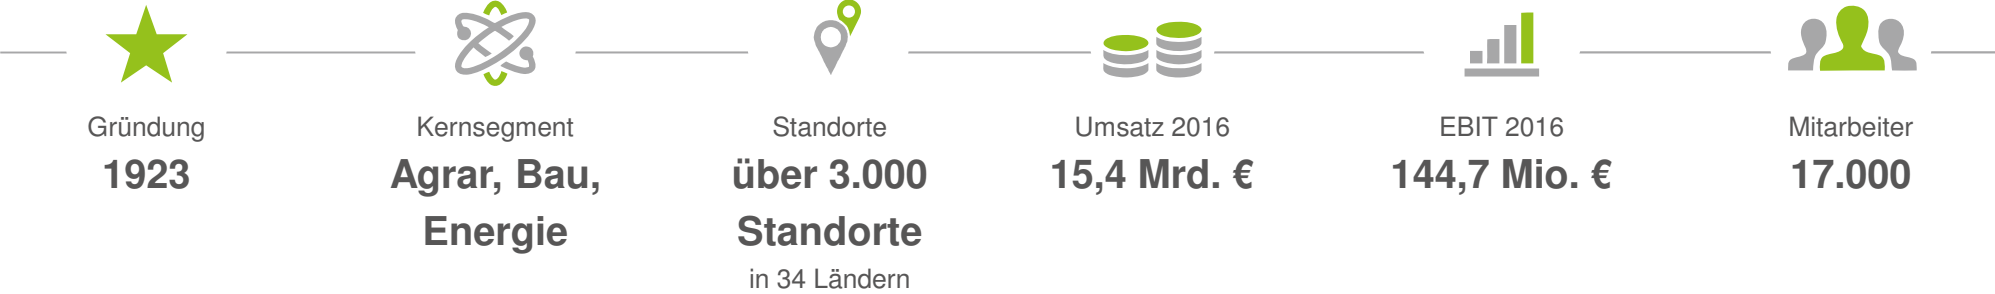 Gründung
1923
Kernsegment
Agrar, Bau,
Energie
Standorte
über 3.000
Standorte
in 34 Ländern
Umsatz 2016
15,4 Mrd. €
EBIT 2016
144,7 Mio. €
Mitarbeiter
17.000